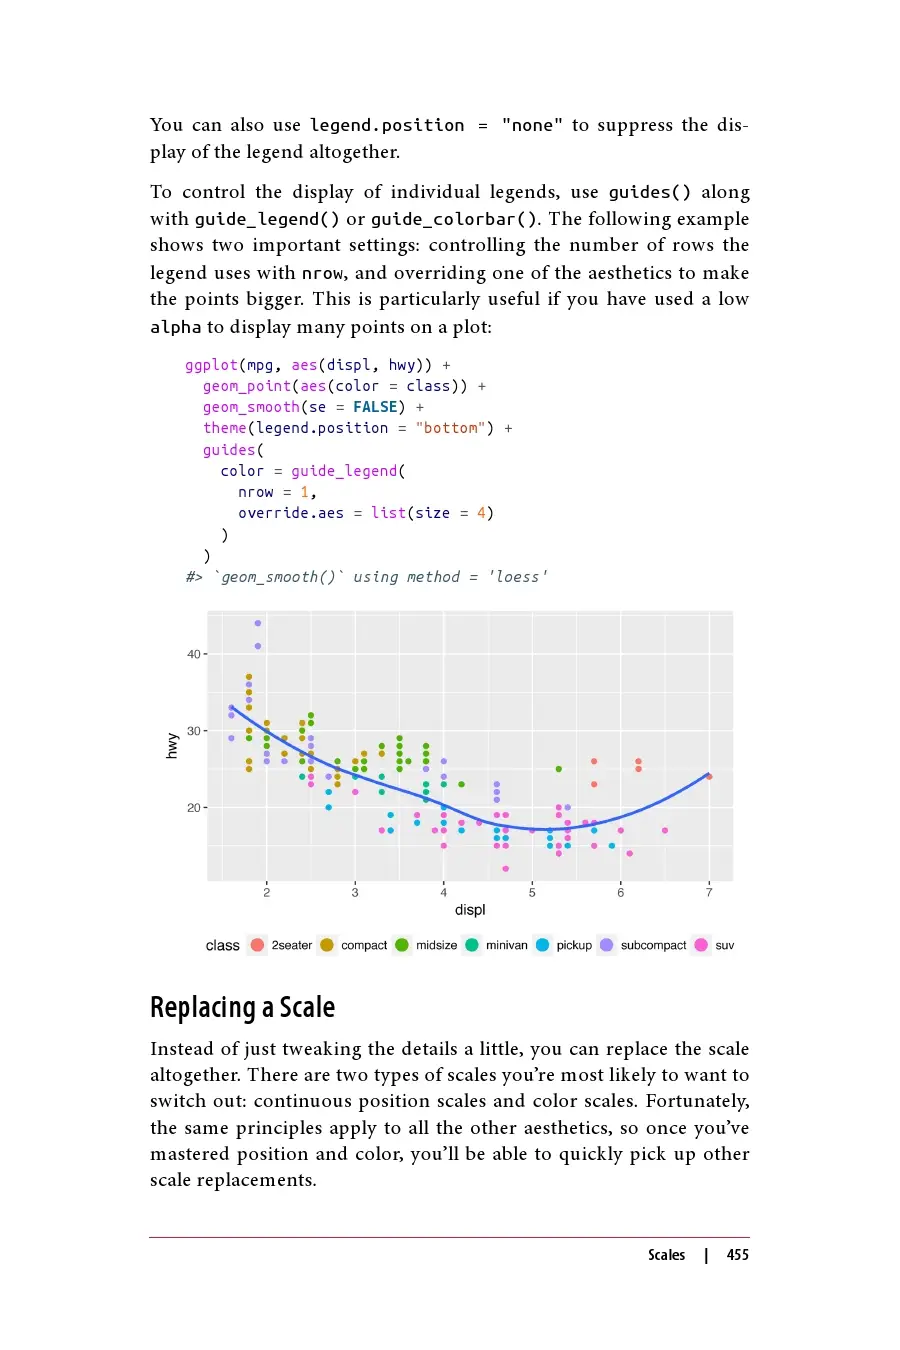 You can also use legend.position = "none" to suppress the dis-
play of the legend altogether.
To control the display of individual legends, use guides() along
with guide_legend() or guide_colorbar(). The following example
shows two important settings: controlling the number of rows the
legend uses with nrow, and overriding one of the aesthetics to make
the points bigger. This is particularly useful if you have used a low
alpha to display many points on a plot:
ggplot(mpg, aes(displ, hwy)) +
  geom_point(aes(color = class)) +
  geom_smooth(se = FALSE) +
  theme(legend.position = "bottom") +
  guides(
    color = guide_legend(
      nrow = 1,
      override.aes = list(size = 4)
    )
  )
#> `geom_smooth()` using method = 'loess'
40
30
20
hwy
2 3 4 5 6 7
displ
class 2seater compact midsize minivan pickup subcompact suv
Replacing a Scale
Instead of just tweaking the details a little, you can replace the scale
altogether. There are two types of scales you’re most likely to want to
switch out: continuous position scales and color scales. Fortunately,
the same principles apply to all the other aesthetics, so once you’ve
mastered position and color, you’ll be able to quickly pick up other
scale replacements.
Scales | 455